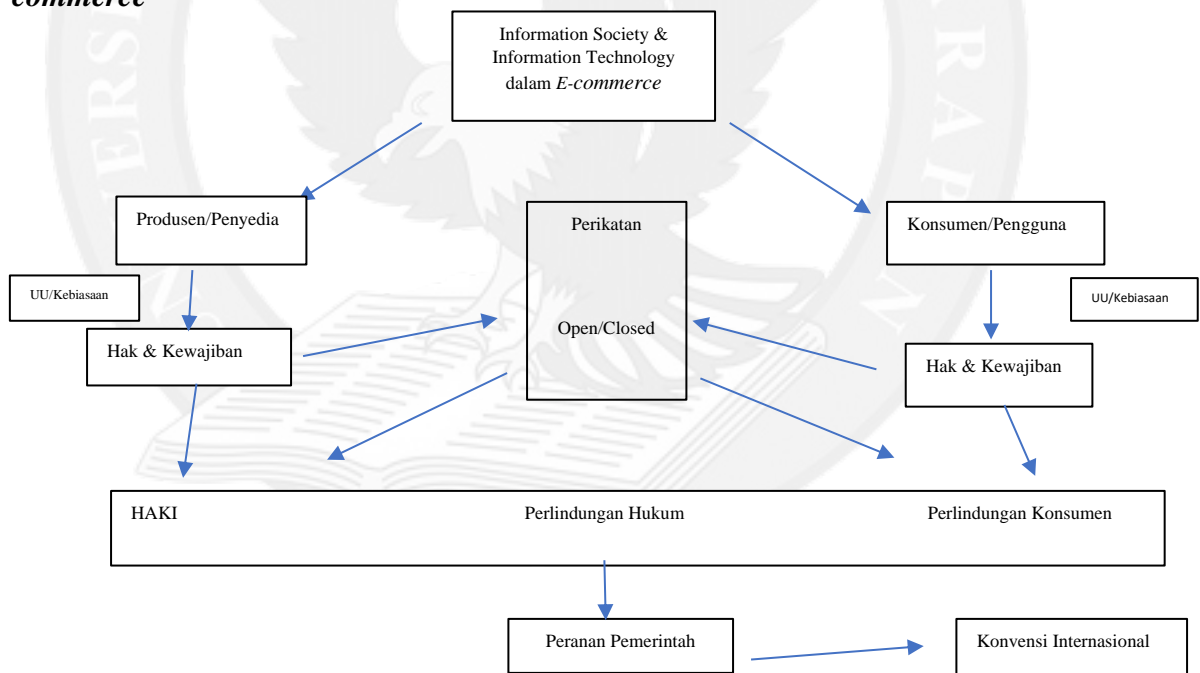 commerce
Information Society &
Information Technology
dalam E-commerce
Produsen/Penyedia
Perikatan
Konsumen/Pengguna
UU/Kebiasaan
UU/Kebiasaan
Open/Closed
Hak & Kewajiban
Hak & Kewajiban
HAKI Perlindungan Hukum Perlindungan Konsumen
Peranan Pemerintah
Konvensi Internasional